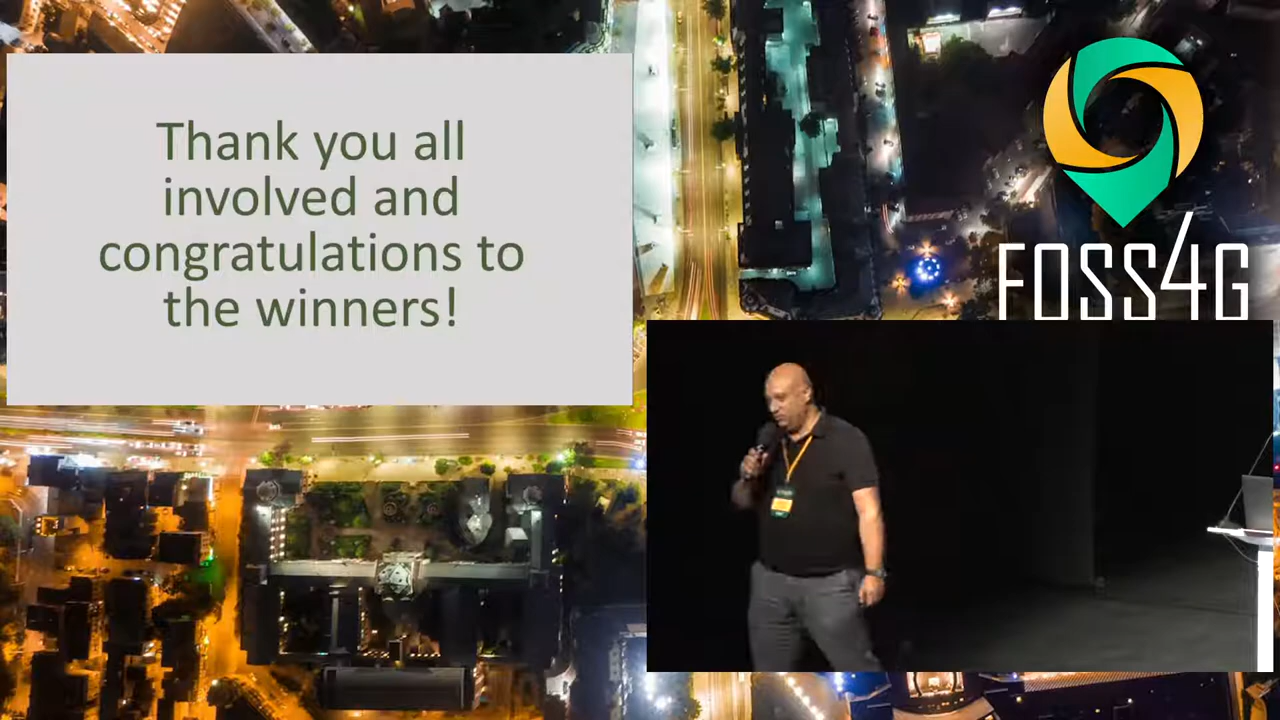 Thank you all
involved and
congratulations to
the winners!
FOSS4G